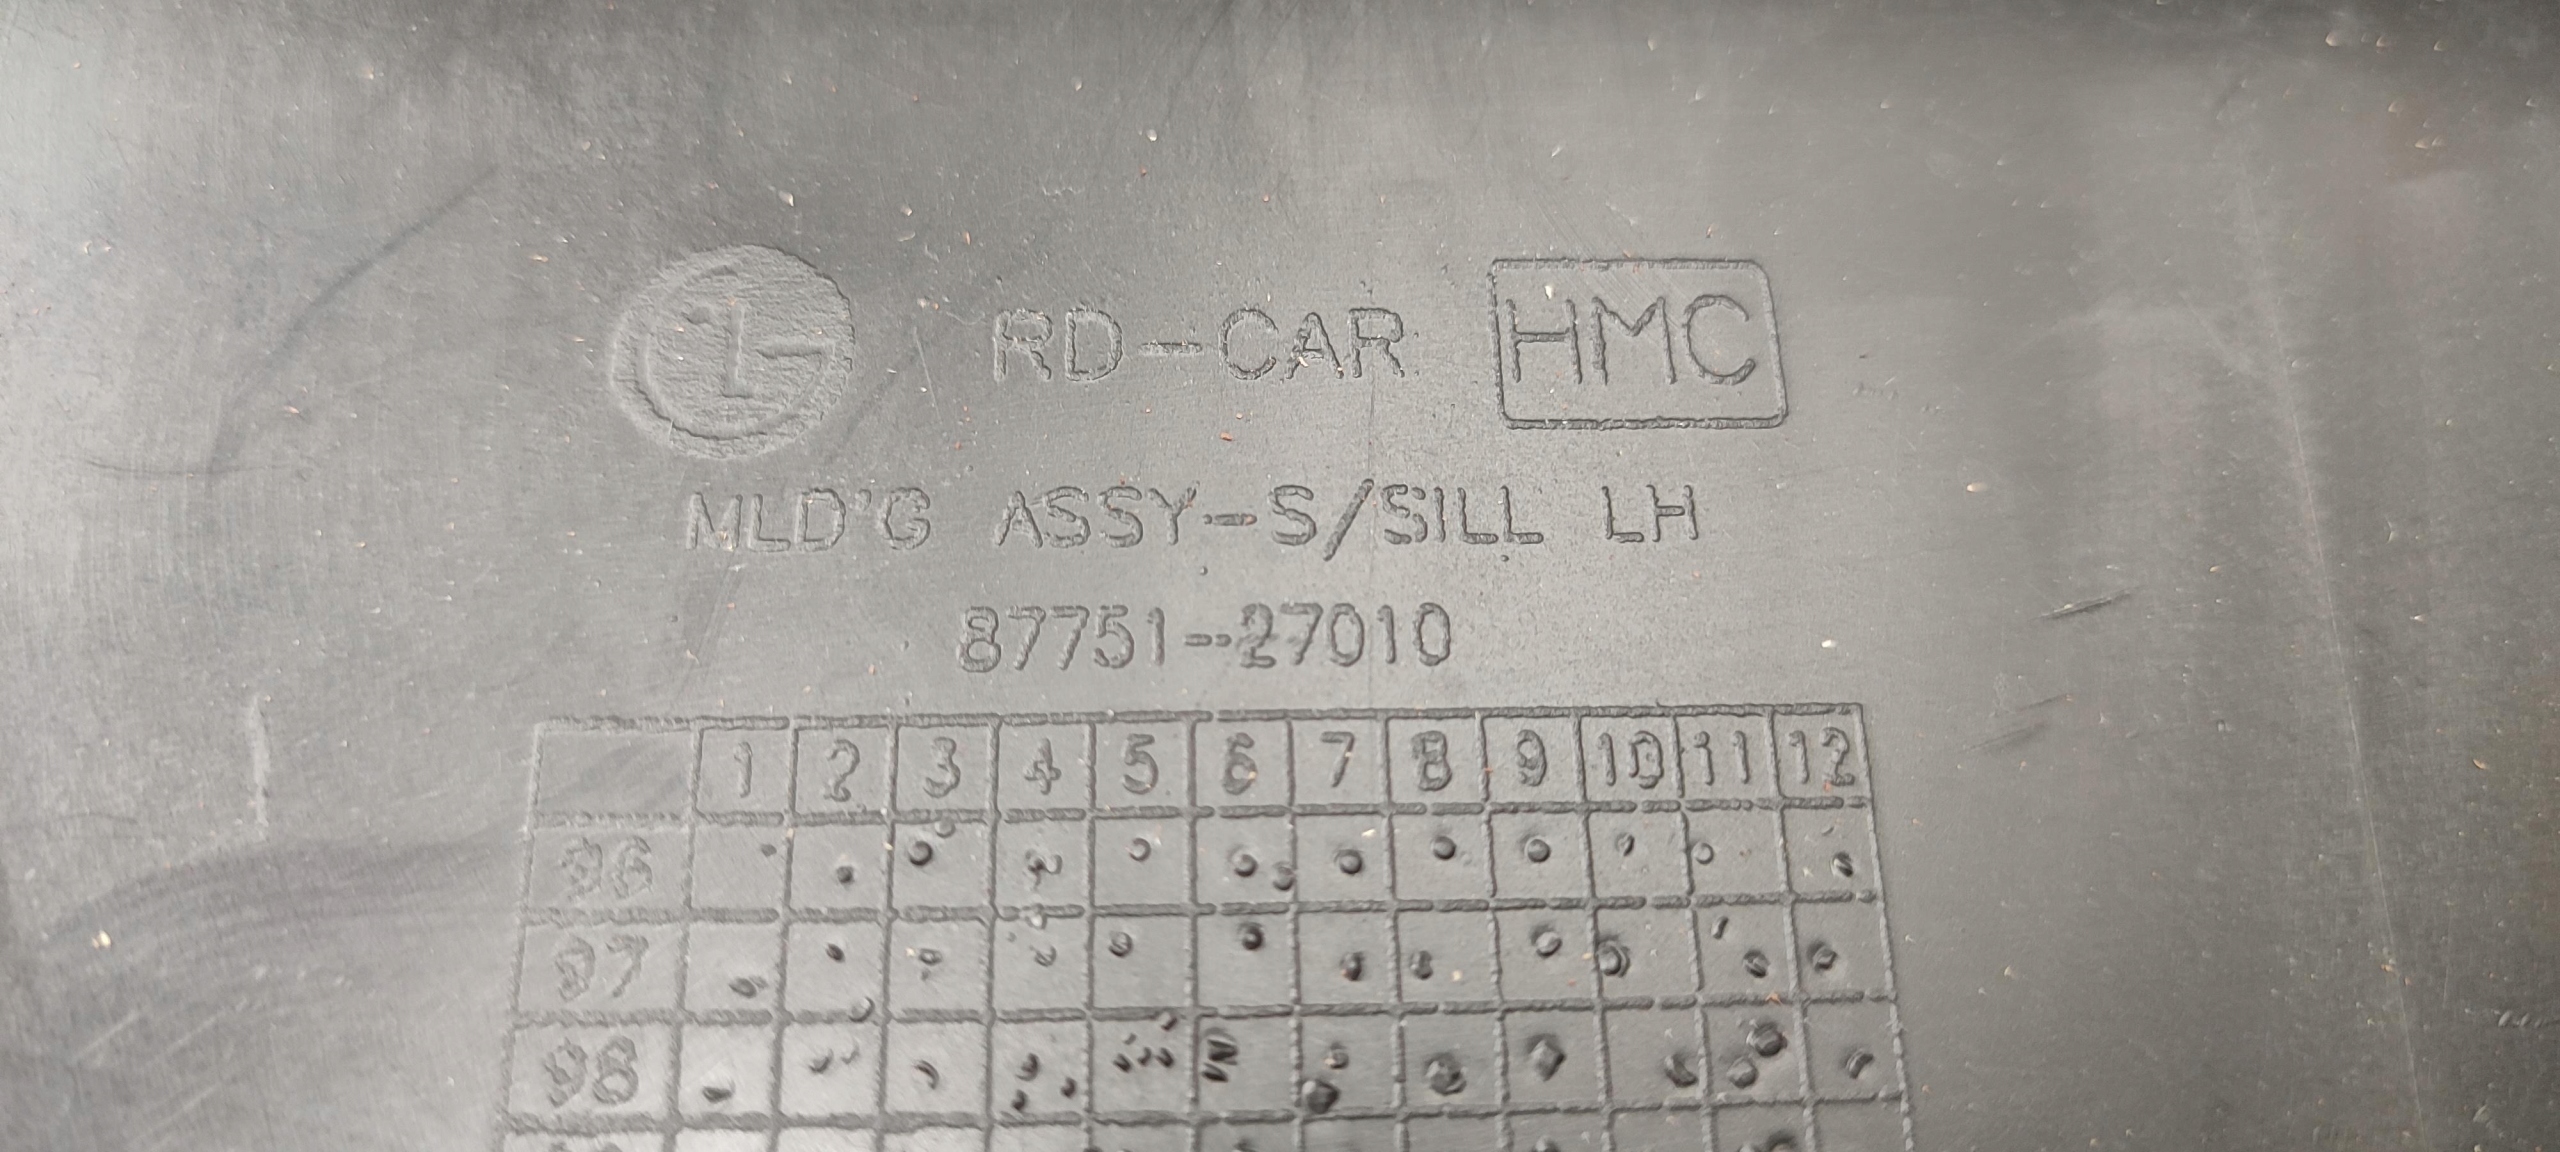 RD-CAR HMC
MLD'G ASSY-S/SILL LH
87751-27010
1 2 3 4 5 6 7 8 9 10 11 12
96
97
98